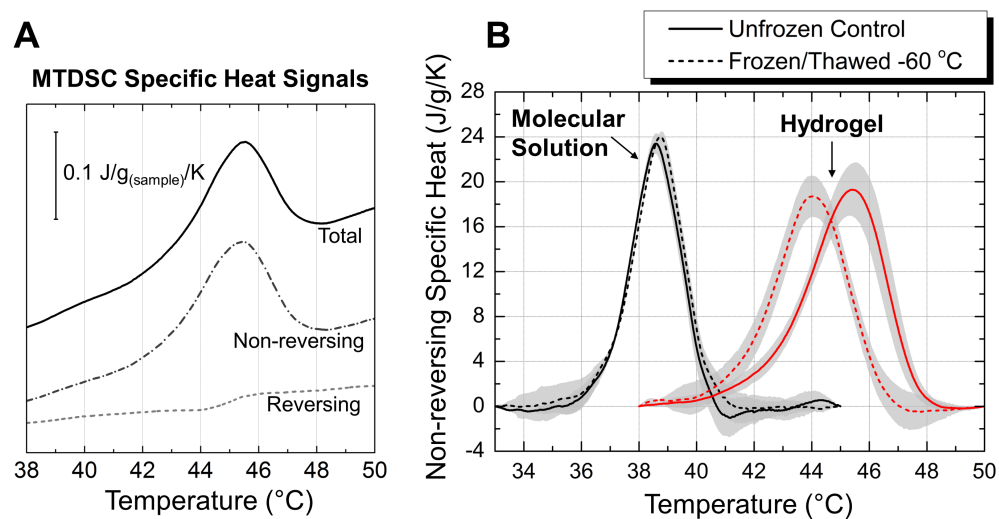 A
MTDSC Specific Heat Signals
0.1 J/g(sample)/K
Total
Non-reversing
Reversing
38 40 42 44 46 48 50
Temperature (°C)
B
Unfrozen Control
Frozen/Thawed -60 °C
Non-reversing Specific Heat (J/g/K)
28
24
20
16
12
8
4
0
-4
Molecular
Solution
Hydrogel
34 36 38 40 42 44 46 48 50
Temperature (°C)